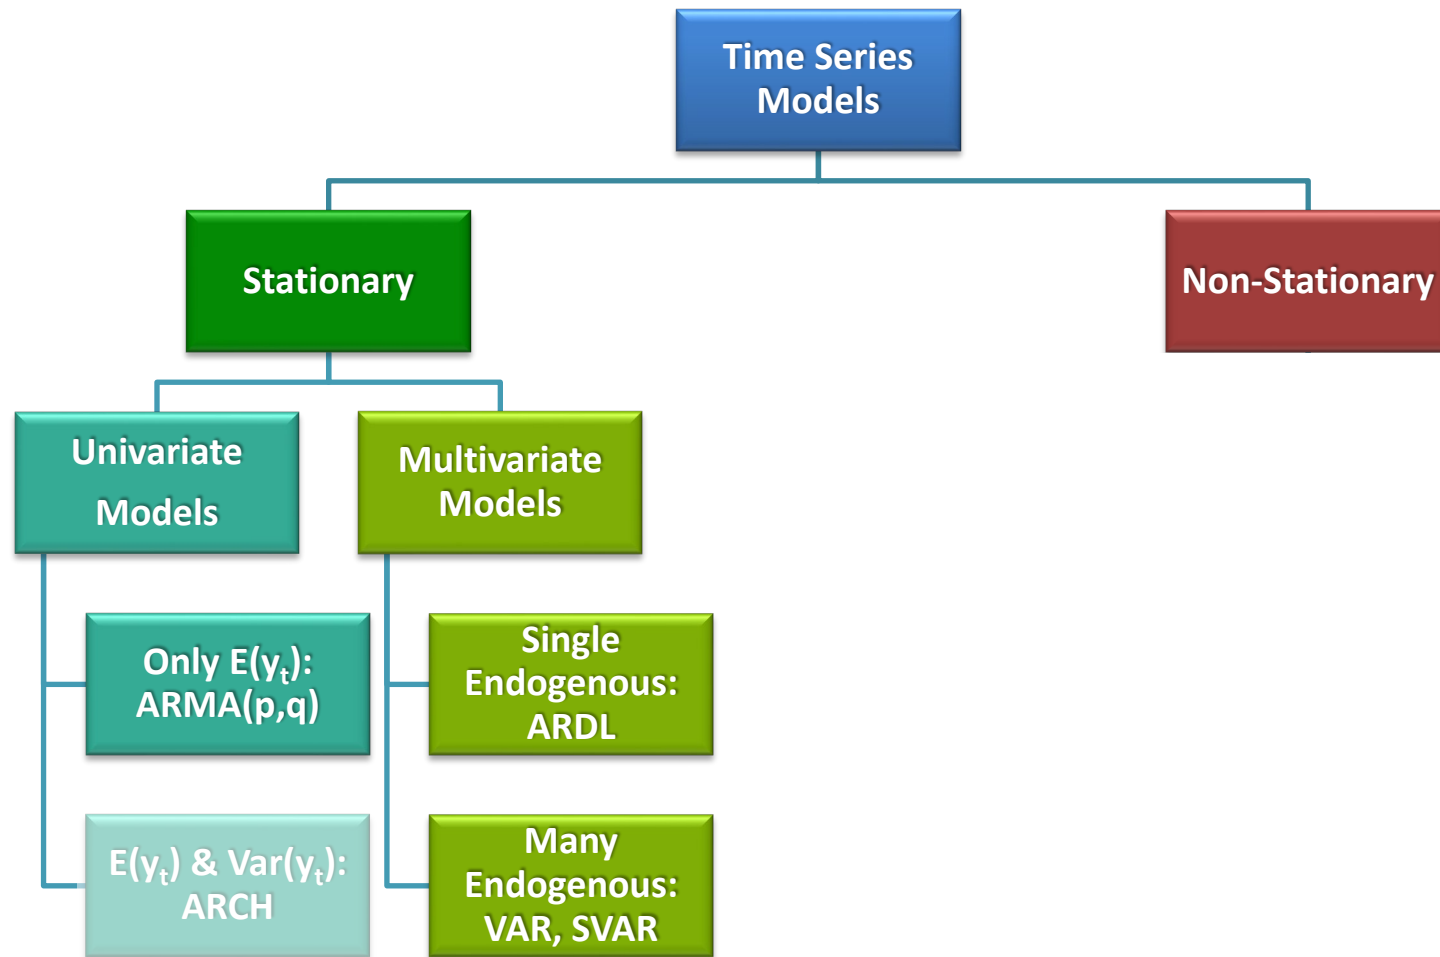 Time Series
Models
Stationary
Non-Stationary
Univariate
Models
Multivariate
Models
Only E(yₜ):
ARMA(p,q)
Single
Endogenous:
ARDL
E(yₜ) & Var(yₜ):
ARCH
Many
Endogenous:
VAR, SVAR